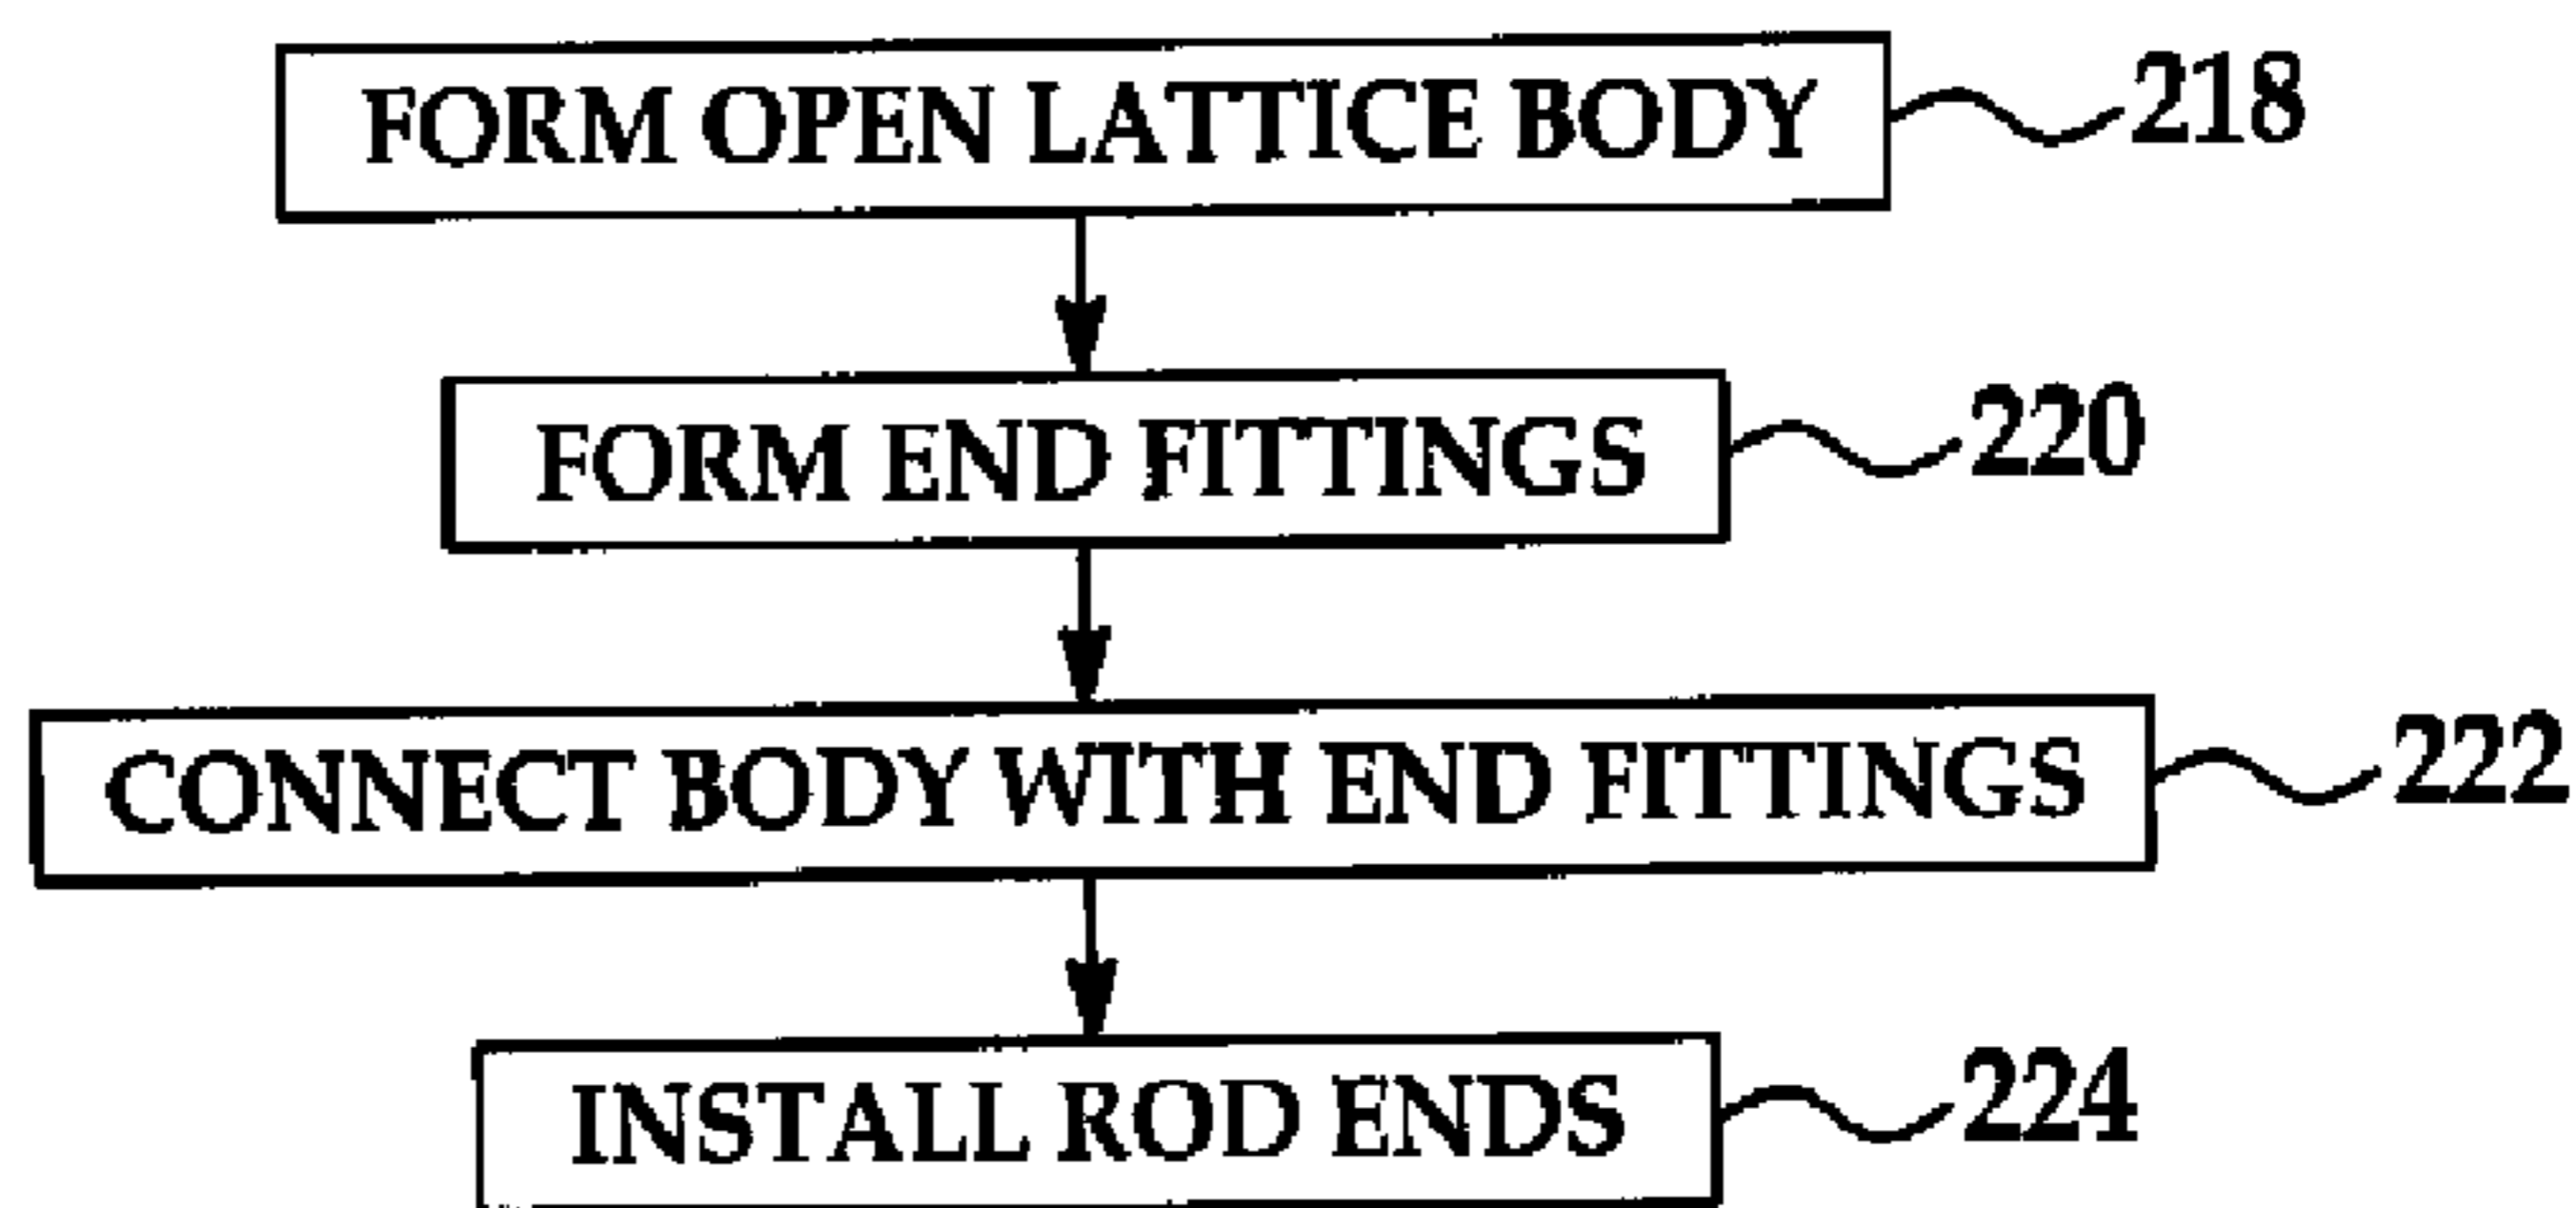 FORM OPEN LATTICE BODY 218
FORM END FITTINGS 220
CONNECT BODY WITH END FITTINGS 222
INSTALL ROD ENDS 224